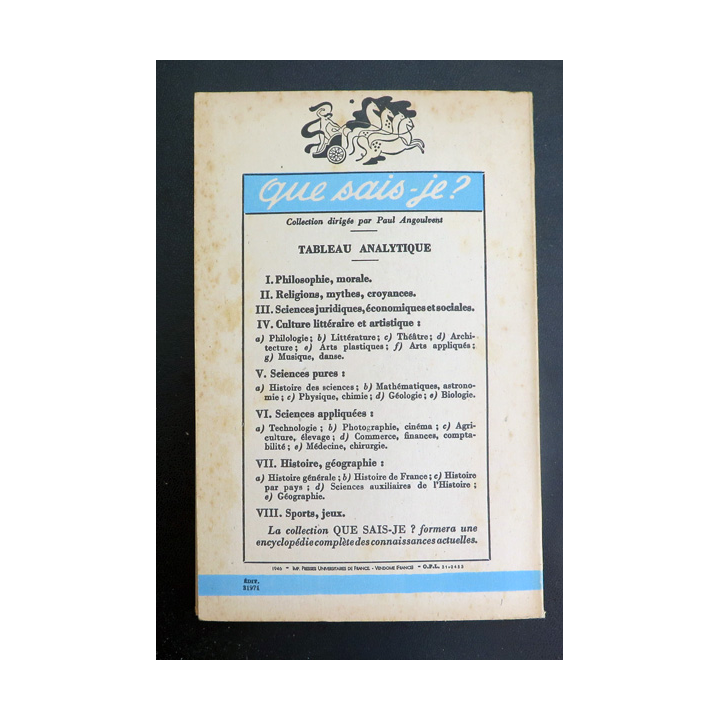 Que sais-je?
Collection dirigée par Paul Angoulvent
TABLEAU ANALYTIQUE
I. Philosophie, morale.
II. Religions, mythes, croyances.
III. Sciences juridiques, économiques et sociales.
IV. Culture littéraire et artistique :
a) Philologie; b) Littérature; c) Théâtre; d) Archi-
tecture; e) Arts plastiques; f) Arts appliqués;
g) Musique, danse.
V. Sciences pures :
a) Histoire des sciences; b) Mathématiques, astrono-
mie; c) Physique, chimie; d) Géologie; e) Biologie.
VI. Sciences appliquées :
a) Technologie; b) Photographie, cinéma; c) Agri-
culture, élevage; d) Commerce, finances, compta-
bilité; e) Médecine, chirurgie.
VII. Histoire, géographie :
a) Histoire générale; b) Histoire de France; c) Histoire
par pays; d) Sciences auxiliaires de l'Histoire;
e) Géographie.
VIII. Sports, jeux.
La collection QUE SAIS-JE ? formera une
encyclopédie complète des connaissances actuelles.
IMP. PRESSES UNIVERSITAIRES DE FRANCE. - VENDOME (FRANCE) - O.P.L.